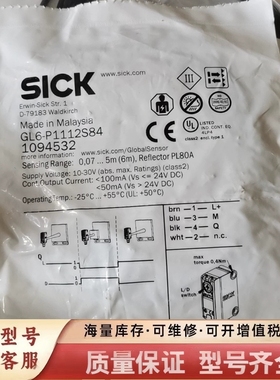 SICK
www.sick.com
Erwin-Sick Str. 1
D-79183 Waldkirch
Made in Malaysia
GL6-P1112S84
1094532
www.sick.com/GlobalSensor
Sensing Range: 0,07 ... 5m (6m), Reflector PL80A
Supply Voltage: 10-30V (abs. max. Ratings) (class2)
Output Current: <100mA (Vs <= 24V DC)
<50mA (Vs > 24V DC)
Operating Temp: -25°C ... +55°C (UL: +50°C)
Q
brn 1 L+
blu 3 M
blk 4 Q
wht 2 n.c.
max
torque 0,4Nm
L/D
switch
型号
客服
海量库存·可维修·可开增值税
质量保证 型号齐全